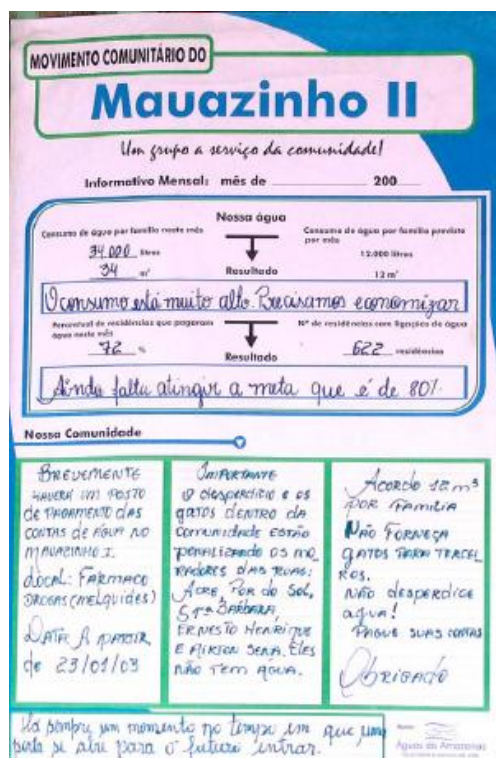 MOVIMENTO COMUNITÁRIO DO
Mauazinho II
Um grupo a serviço da comunidade!
Informativo Mensal: mês de 200
Nossa água
Consumo de água por família neste mês
34.000 litros
34 m³
Resultado
Consumo de água por família previsto por mês
12.000 litros
12 m³
O consumo está muito alto. Precisamos economizar
Percentual de residências que pagaram água neste mês
72 %
Resultado
Nº de residências com ligações de água
622 residências
Ainda falta atingir a meta que é de 80%
Nossa Comunidade
BREVEMENTE
HAVERÁ UM POSTO
DE PAGAMENTO DAS
CONTAS DE ÁGUA NO
MAUAZINHO I.
LOCAL: FARMACO
DROGAS (MELQUIDES)
DATA A PARTIR
de 23/01/03
IMPORTANTE
O desperdício e os
gatos dentro da
comunidade estão
penalizando os mo
radores das ruas:
Acre, Por do Sol,
Stª Bárbara,
Ernesto Henrique
e Airton Sena. Eles
não tem água.
Acordo 12 m³
POR FAMÍLIA
NÃO FORNEÇA
GATOS PARA TERCEI
ROS.
NÃO desperdice
agua!
PAGUE SUAS CONTAS
OBRIGADO
Há sempre um momento no tempo em que uma
porta se abre para o futuro entrar.
Apoio:
Águas do Amazonas